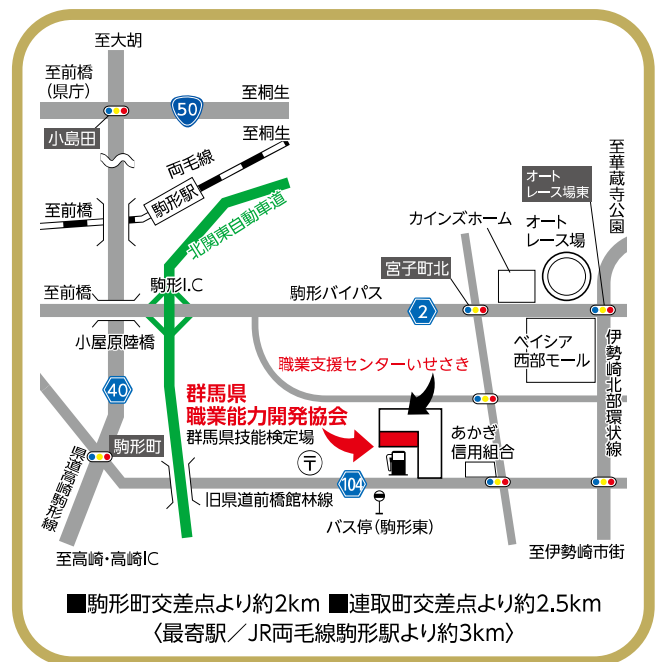 至大胡
至前橋
(県庁)
50
至桐生
小島田
至桐生
両毛線
駒形駅
至前橋
北関東自動車道
至華蔵寺公園
オート
レース場東
カインズホーム
オート
レース場
宮子町北
駒形I.C
至前橋
駒形バイパス
2
小屋原陸橋
ベイシア
西部モール
伊勢崎北部環状線
職業支援センターいせさき
40
群馬県
職業能力開発協会
群馬県技能検定場
あかぎ
信用組合
駒形町
〒
104
県道高崎駒形線
旧県道前橋館林線
バス停(駒形東)
至高崎・高崎IC
至伊勢崎市街
■駒形町交差点より約2km ■連取町交差点より約2.5km
〈最寄駅／JR両毛線駒形駅より約3km〉